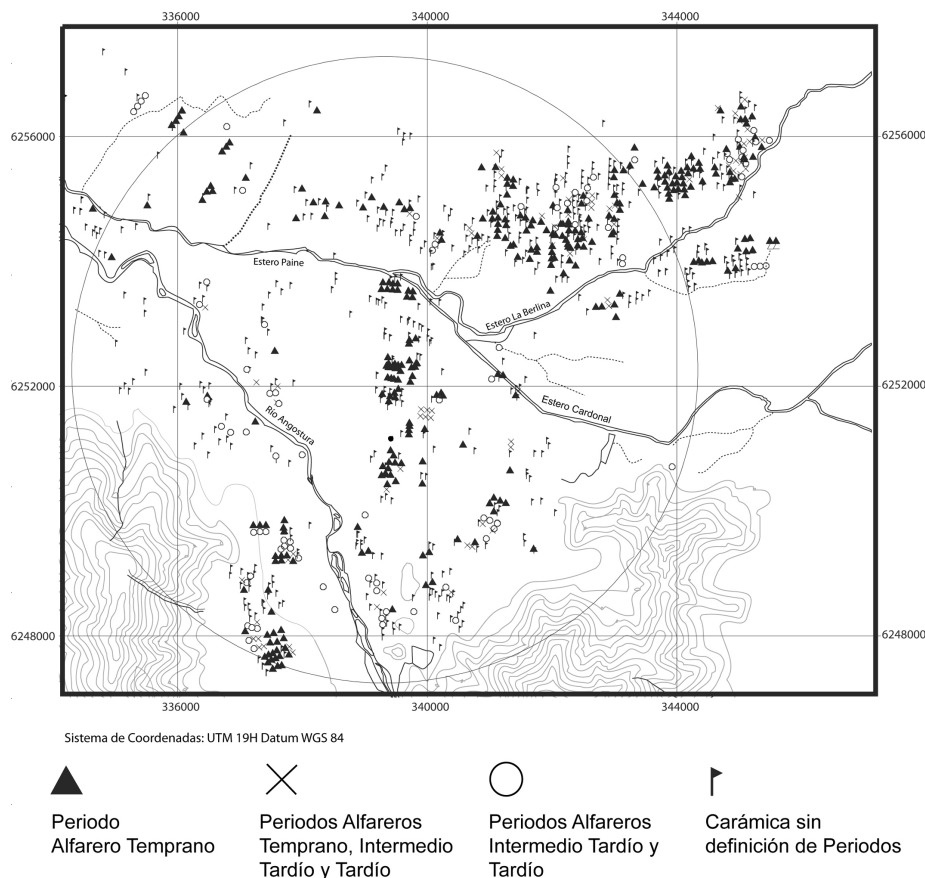 336000 340000 344000
6256000 6256000
Estero Paine
Estero La Berlina
6252000 6252000
Estero Cardonal
Río Angostura
6248000 6248000
336000 340000 344000
Sistema de Coordenadas: UTM 19H Datum WGS 84
Periodo
Alfarero Temprano
Periodos Alfareros
Temprano, Intermedio
Tardío y Tardío
Periodos Alfareros
Intermedio Tardío y
Tardío
Carámica sin
definición de Periodos